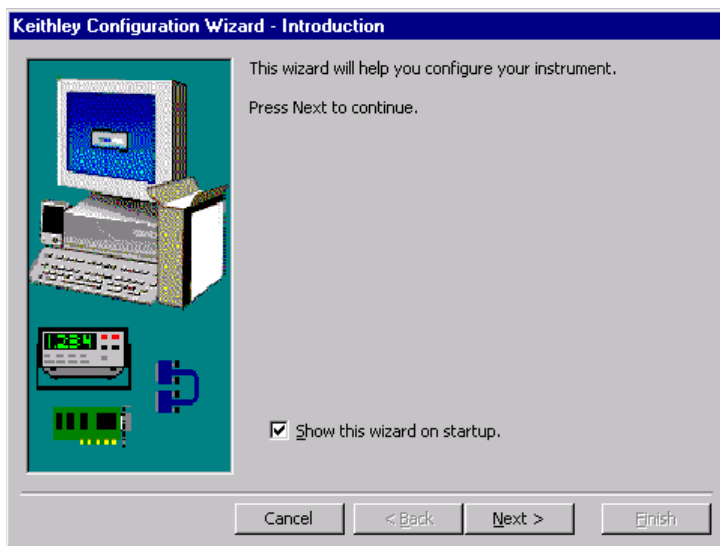 Keithley Configuration Wizard - Introduction
This wizard will help you configure your instrument.
Press Next to continue.
1.234
Show this wizard on startup.
Cancel
< Back
Next >
Finish